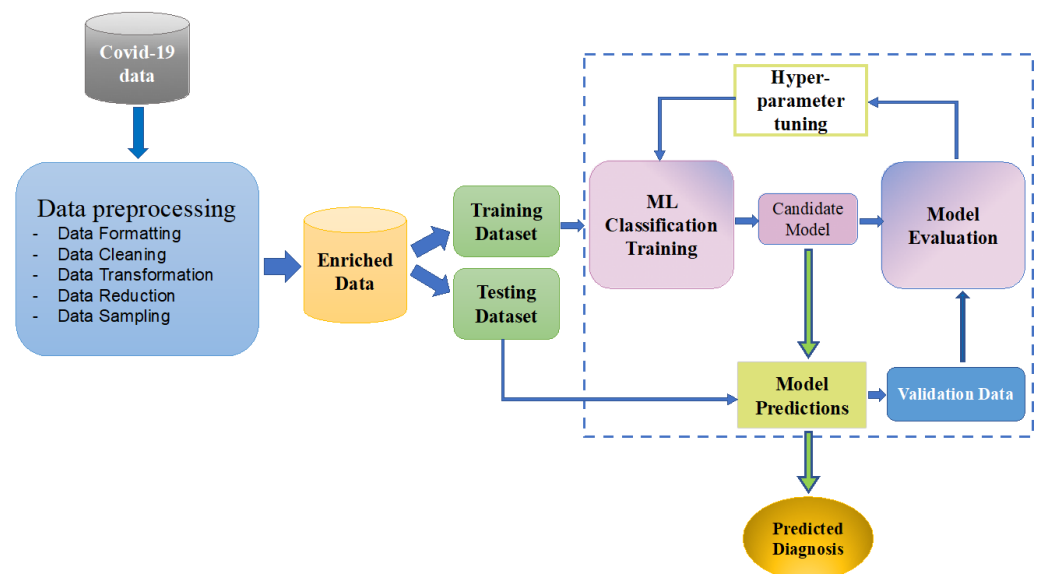 Covid-19
data
Data preprocessing
- Data Formatting
- Data Cleaning
- Data Transformation
- Data Reduction
- Data Sampling
Enriched
Data
Training
Dataset
Testing
Dataset
Hyper-
parameter
tuning
ML
Classification
Training
Candidate
Model
Model
Evaluation
Model
Predictions
Validation Data
Predicted
Diagnosis